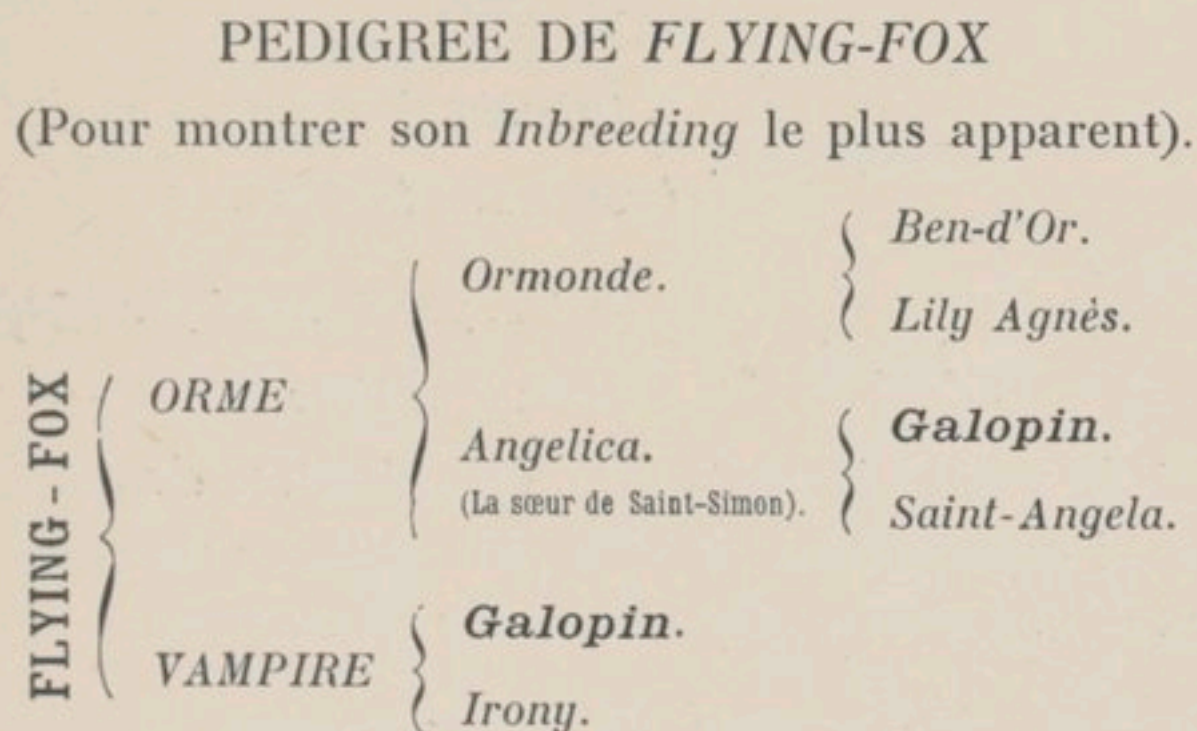 PEDIGREE DE FLYING-FOX
(Pour montrer son Inbreeding le plus apparent).
FLYING-FOX
ORME
Ormonde.
Ben-d'Or.
Lily Agnès.
Angelica.
(La sœur de Saint-Simon).
Galopin.
Saint-Angela.
VAMPIRE
Galopin.
Irony.